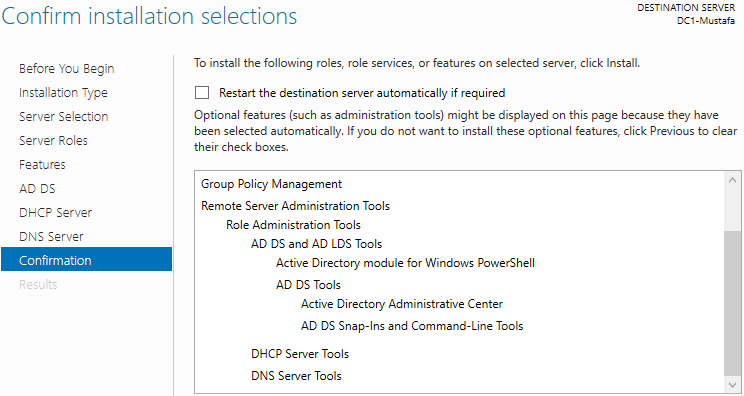 Confirm installation selections
DESTINATION SERVER
DC1-Mustafa
Before You Begin
Installation Type
Server Selection
Server Roles
Features
AD DS
DHCP Server
DNS Server
Confirmation
Results
To install the following roles, role services, or features on selected server, click Install.
Restart the destination server automatically if required
Optional features (such as administration tools) might be displayed on this page because they have
been selected automatically. If you do not want to install these optional features, click Previous to clear
their check boxes.
Group Policy Management
Remote Server Administration Tools
Role Administration Tools
AD DS and AD LDS Tools
Active Directory module for Windows PowerShell
AD DS Tools
Active Directory Administrative Center
AD DS Snap-Ins and Command-Line Tools
DHCP Server Tools
DNS Server Tools